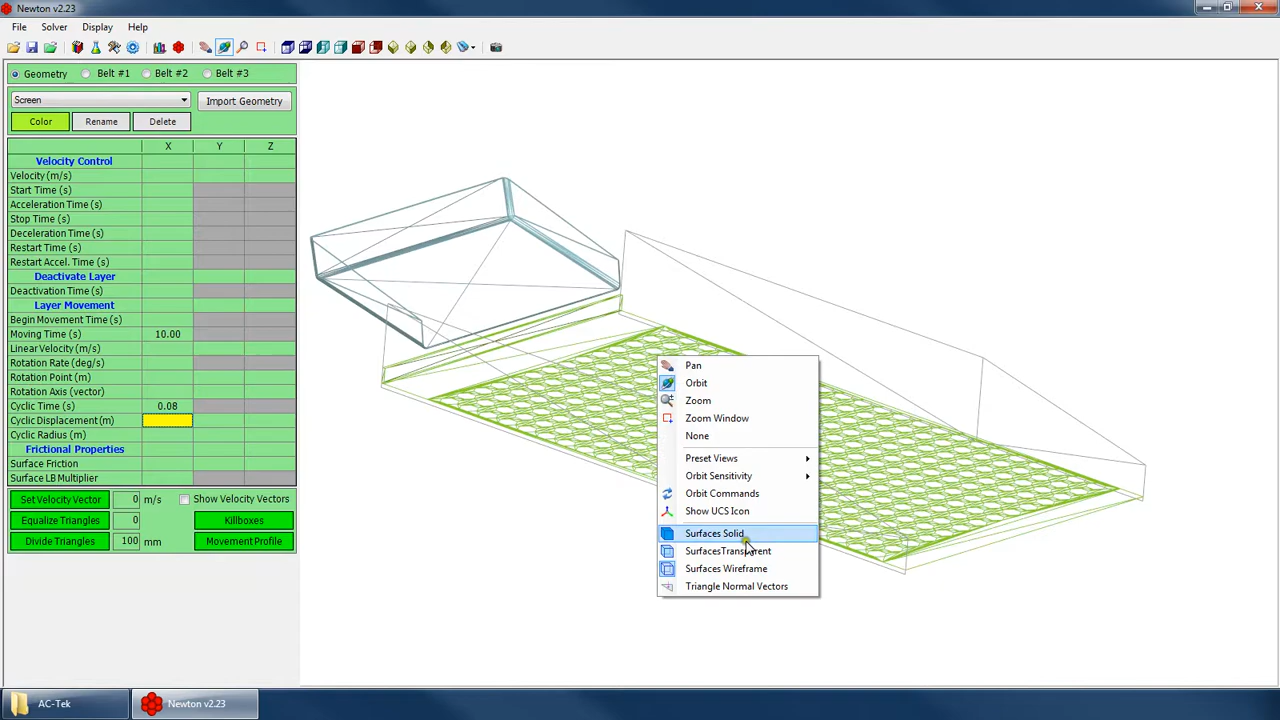 Newton v2.23
File Solver Display Help
Geometry Belt #1 Belt #2 Belt #3
Screen Import Geometry
Color Rename Delete
X Y Z
Velocity Control
Velocity (m/s)
Start Time (s)
Acceleration Time (s)
Stop Time (s)
Deceleration Time (s)
Restart Time (s)
Restart Accel. Time (s)
Deactivate Layer
Deactivation Time (s)
Layer Movement
Begin Movement Time (s)
Moving Time (s) 10.00
Linear Velocity (m/s)
Rotation Rate (deg/s)
Rotation Point (m)
Rotation Axis (vector)
Cyclic Time (s) 0.08
Cyclic Displacement (m)
Cyclic Radius (m)
Frictional Properties
Surface Friction
Surface LB Multiplier
Set Velocity Vector 0 m/s Show Velocity Vectors
Equalize Triangles 0 Killboxes
Divide Triangles 100 mm Movement Profile
Pan
Orbit
Zoom
Zoom Window
None
Preset Views
Orbit Sensitivity
Orbit Commands
Show UCS Icon
Surfaces Solid
SurfacesTransparent
Surfaces Wireframe
Triangle Normal Vectors
AC-Tek Newton v2.23